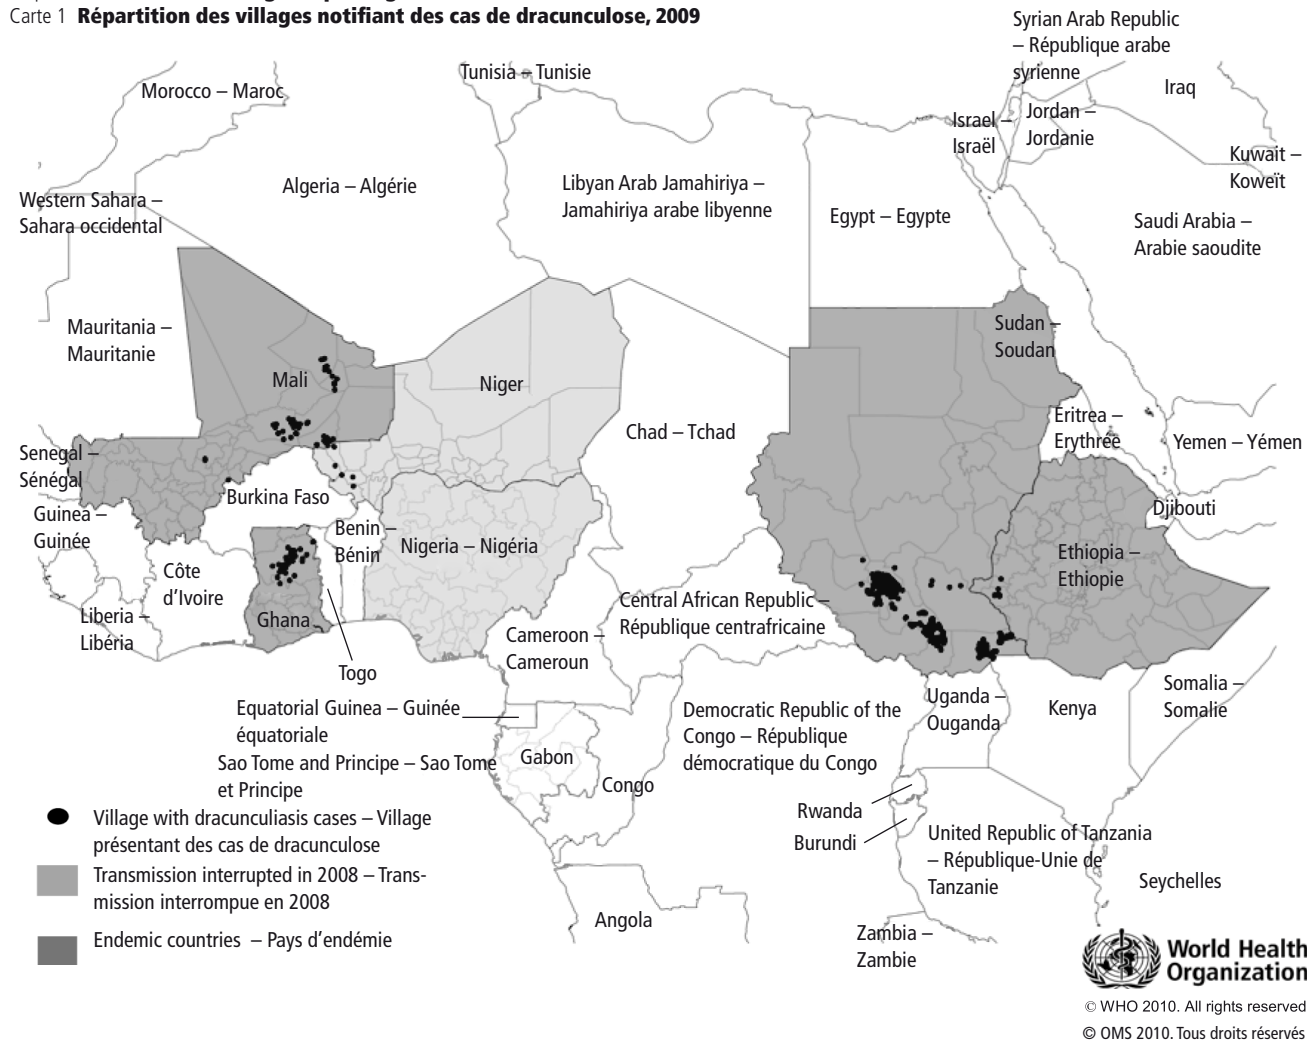 Carte 1 Répartition des villages notifiant des cas de dracunculose, 2009
Syrian Arab Republic
– République arabe
syrienne
Tunisia – Tunisie
Morocco – Maroc
Iraq
Israel –
Israël
Jordan –
Jordanie
Kuwait –
Koweït
Algeria – Algérie
Libyan Arab Jamahiriya –
Jamahiriya arabe libyenne
Western Sahara –
Sahara occidental
Egypt – Egypte
Saudi Arabia –
Arabie saoudite
Mauritania –
Mauritanie
Sudan –
Soudan
Mali
Niger
Chad – Tchad
Eritrea –
Erythrée
Yemen – Yémen
Senegal –
Sénégal
Burkina Faso
Guinea –
Guinée
Benin –
Bénin
Nigeria – Nigéria
Djibouti
Ethiopia –
Ethiopie
Côte
d’Ivoire
Liberia –
Libéria
Ghana
Central African Republic –
République centrafricaine
Cameroon –
Cameroun
Togo
Uganda –
Ouganda
Kenya
Somalia –
Somalie
Equatorial Guinea – Guinée
équatoriale
Democratic Republic of the
Congo – République
démocratique du Congo
Sao Tome and Principe – Sao Tome
et Principe
Gabon
Congo
Rwanda
Burundi
United Republic of Tanzania
– République-Unie de
Tanzanie
Seychelles
Angola
Zambia –
Zambie
Village with dracunculiasis cases – Village
présentant des cas de dracunculose
Transmission interrupted in 2008 – Trans-
mission interrompue en 2008
Endemic countries – Pays d’endémie
World Health
Organization
© WHO 2010. All rights reserved
© OMS 2010. Tous droits réservés